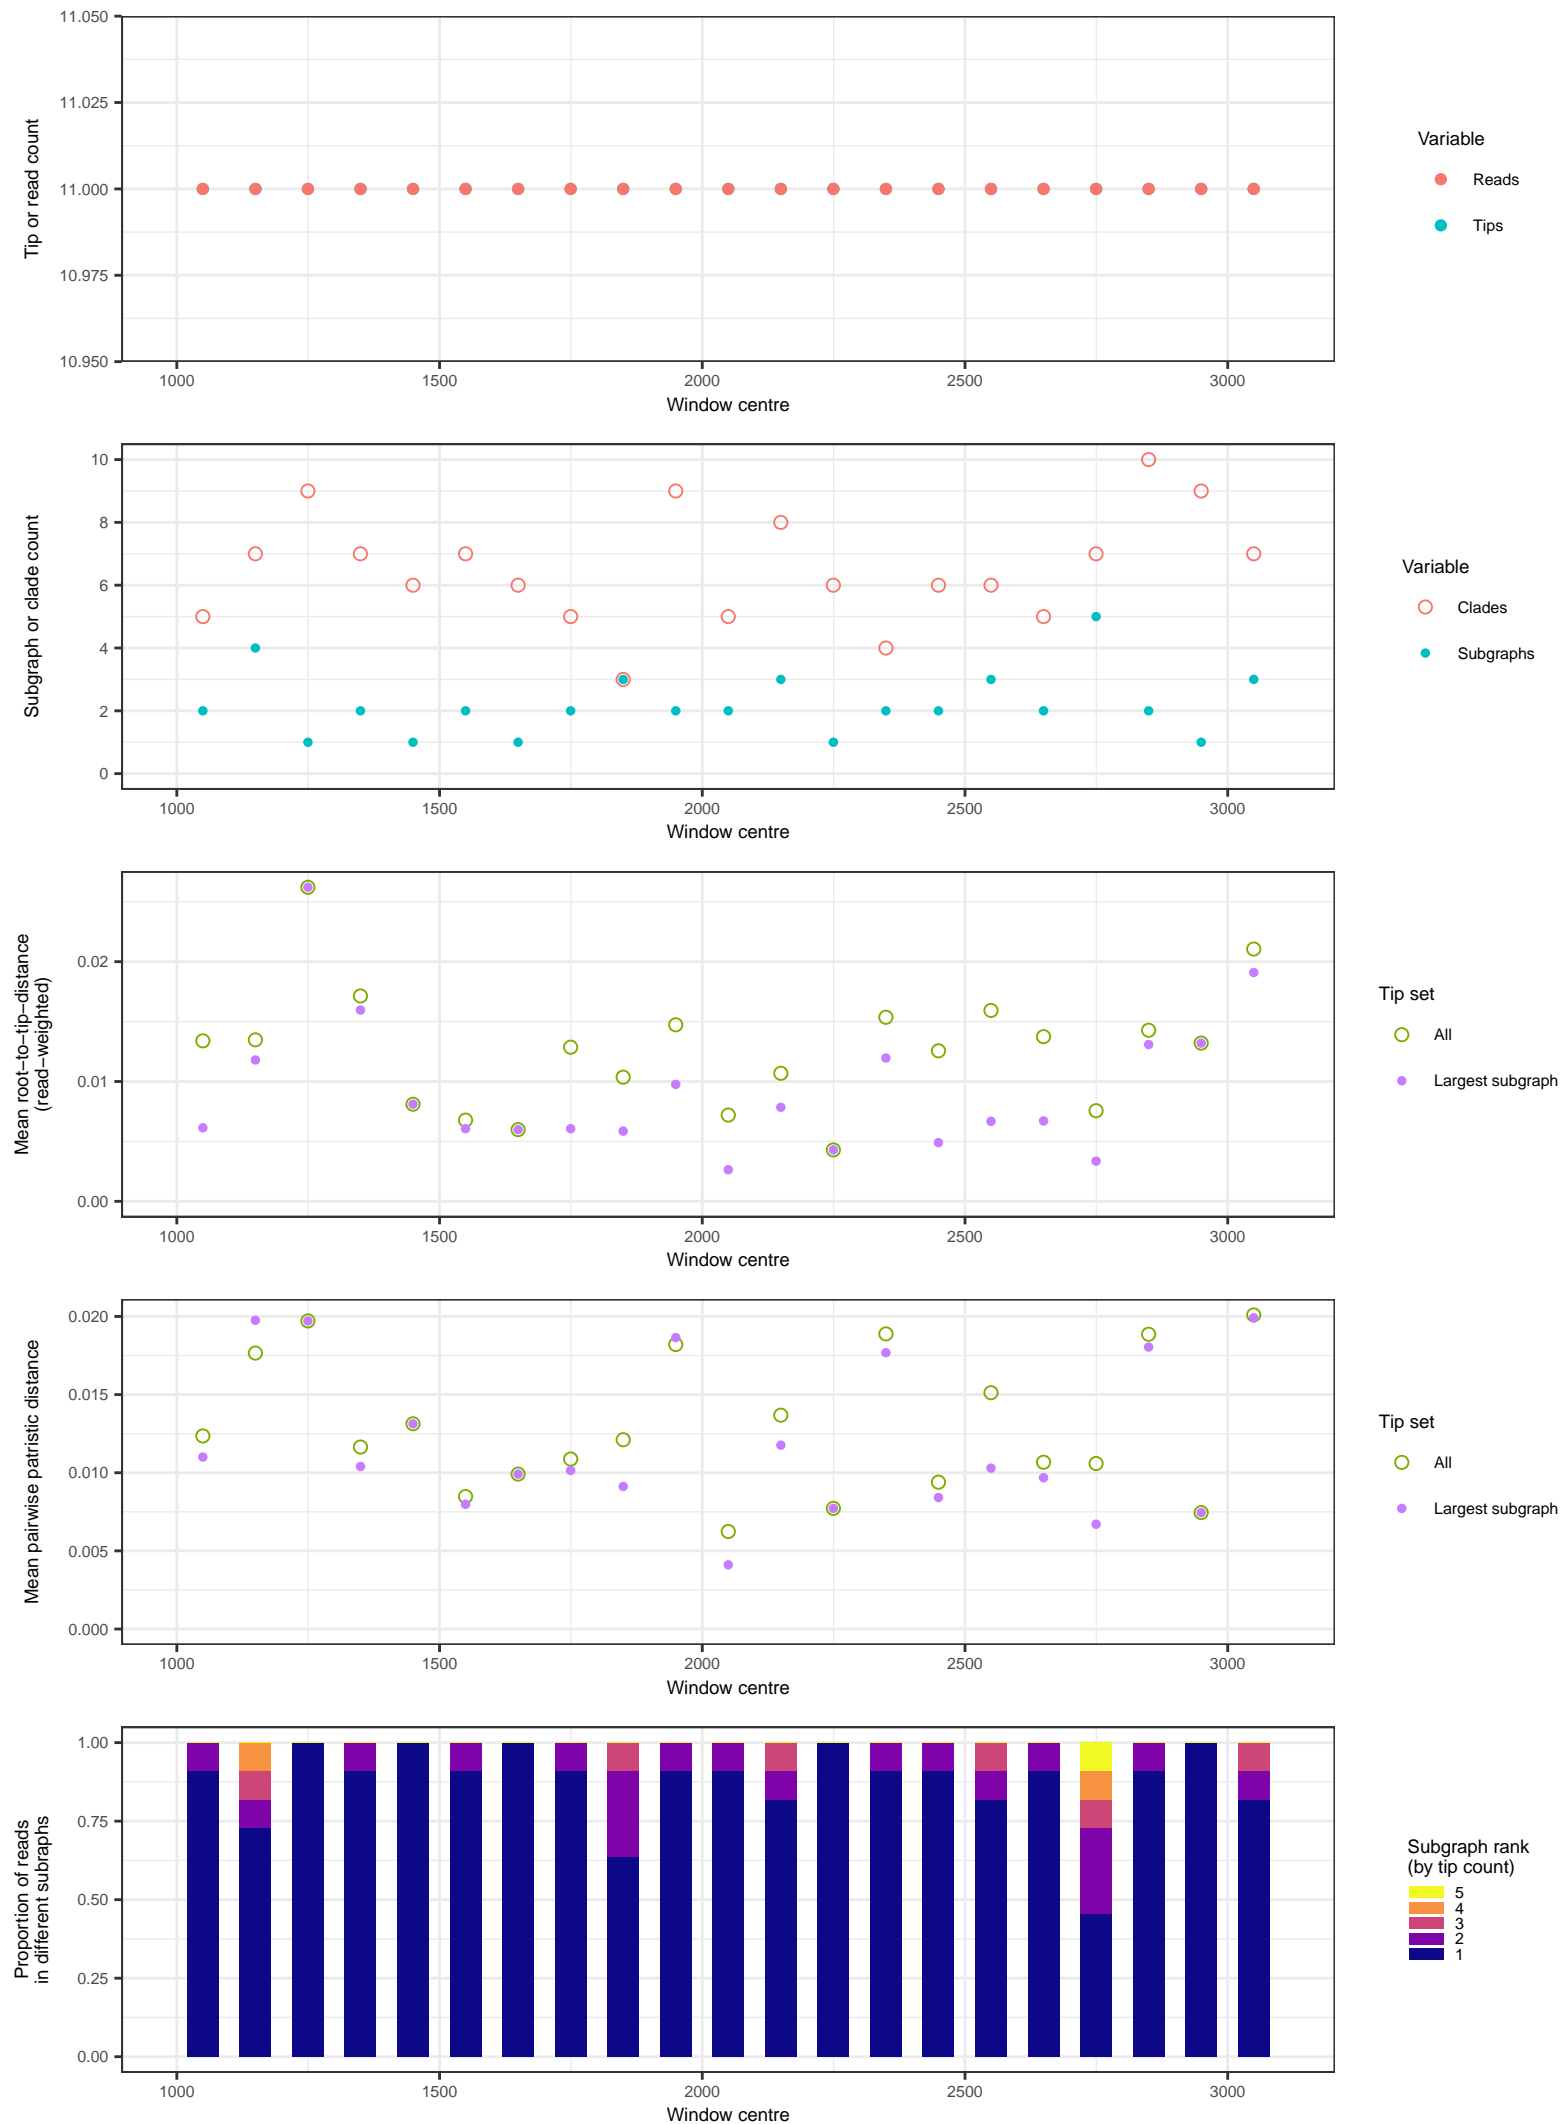 11.050
11.025
11.000
10.975
10.950
Tip or read count
1000 1500 2000 2500 3000
Window centre
Variable
Reads
Tips
10
8
6
4
2
0
Subgraph or clade count
1000 1500 2000 2500 3000
Window centre
Variable
Clades
Subgraphs
0.02
0.01
0.00
Mean root−to−tip−distance
(read−weighted)
1000 1500 2000 2500 3000
Window centre
Tip set
All
Largest subgraph
0.020
0.015
0.010
0.005
0.000
Mean pairwise patristic distance
1000 1500 2000 2500 3000
Window centre
Tip set
All
Largest subgraph
1.00
0.75
0.50
0.25
0.00
Proportion of reads
in different subraphs
1000 1500 2000 2500 3000
Window centre
Subgraph rank
(by tip count)
5
4
3
2
1